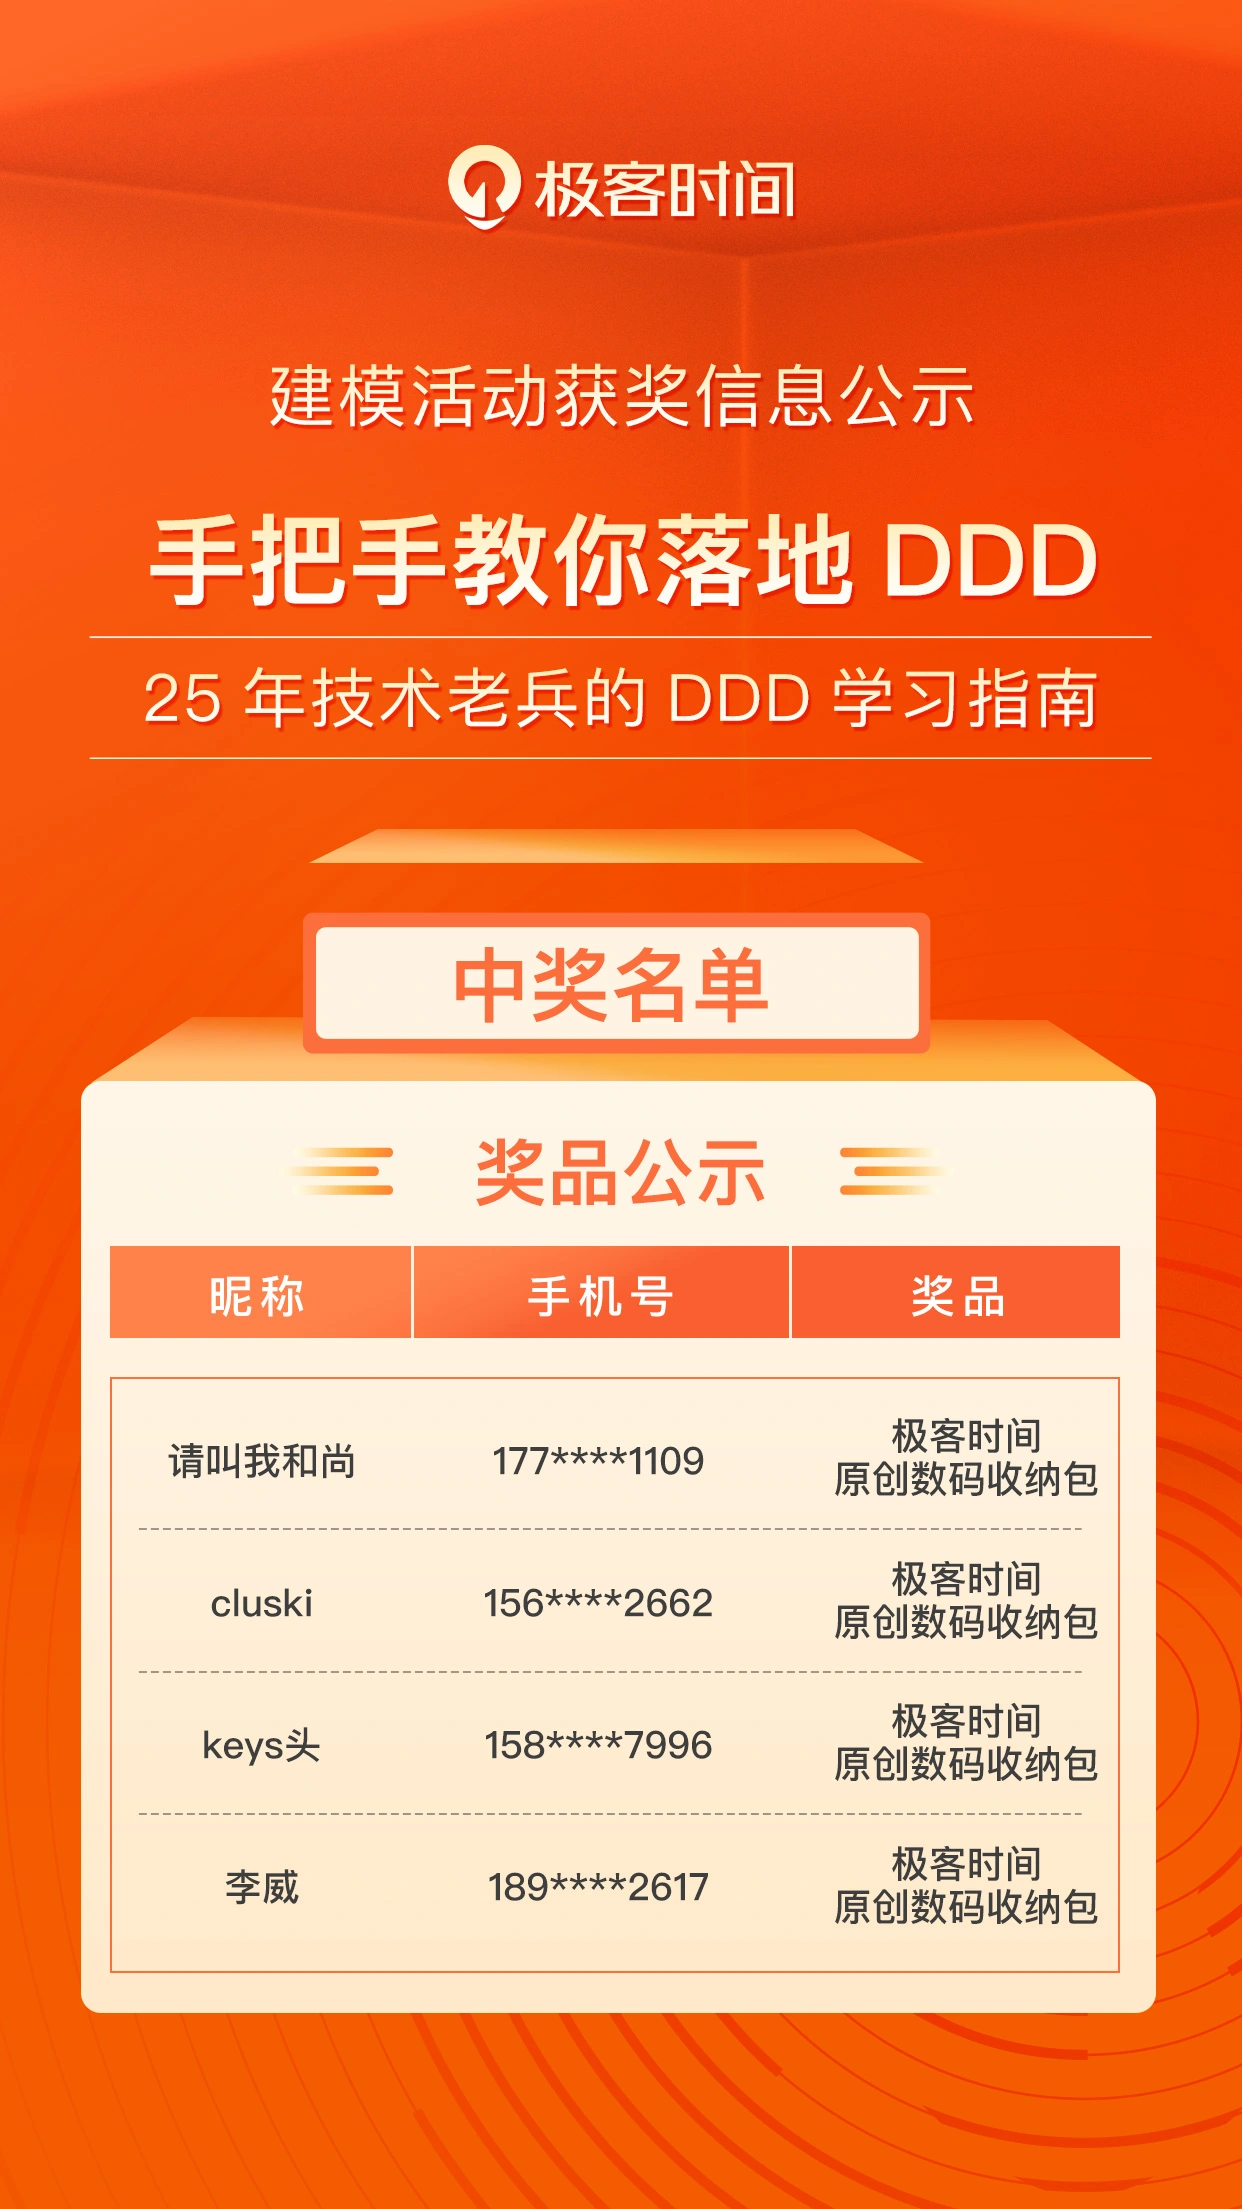 极客时间
建模活动获奖信息公示
手把手教你落地 DDD
25 年技术老兵的 DDD 学习指南
中奖名单
奖品公示
昵称 手机号 奖品
请叫我和尚 177****1109 极客时间
原创数码收纳包
cluski 156****2662 极客时间
原创数码收纳包
keys头 158****7996 极客时间
原创数码收纳包
李威 189****2617 极客时间
原创数码收纳包